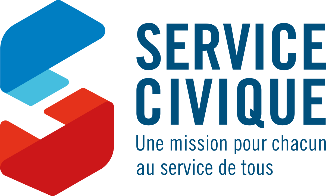 SERVICE
CIVIQUE
Une mission pour chacun
au service de tous